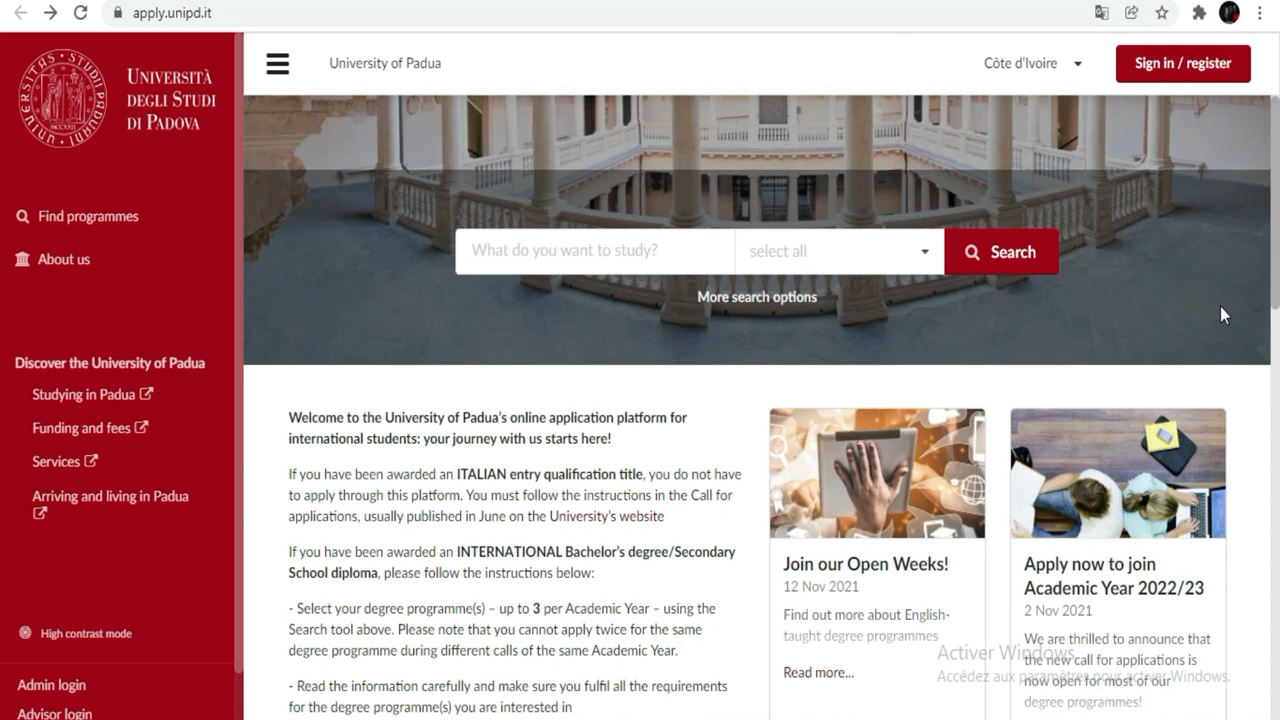 apply.unipd.it
UNIVERSITAS STUDII PADUANI
MCCXXII
UNIVERSITÀ
DEGLI STUDI
DI PADOVA
University of Padua
Côte d'Ivoire
Sign in / register
Find programmes
About us
Discover the University of Padua
Studying in Padua
Funding and fees
Services
Arriving and living in Padua
High contrast mode
Admin login
Advisor login
What do you want to study?
select all
Search
More search options
Welcome to the University of Padua's online application platform for
international students: your journey with us starts here!
If you have been awarded an ITALIAN entry qualification title, you do not have
to apply through this platform. You must follow the instructions in the Call for
applications, usually published in June on the University's website
If you have been awarded an INTERNATIONAL Bachelor's degree/Secondary
School diploma, please follow the instructions below:
- Select your degree programme(s) – up to 3 per Academic Year – using the
Search tool above. Please note that you cannot apply twice for the same
degree programme during different calls of the same Academic Year.
- Read the information carefully and make sure you fulfil all the requirements
for the degree programme(s) you are interested in
Join our Open Weeks!
12 Nov 2021
Find out more about English-
taught degree programmes
Read more...
Apply now to join
Academic Year 2022/23
2 Nov 2021
We are thrilled to announce that
the new call for applications is
now open for most of our
degree programmes!
Activer Windows
Accédez aux paramètres pour activer Windows.